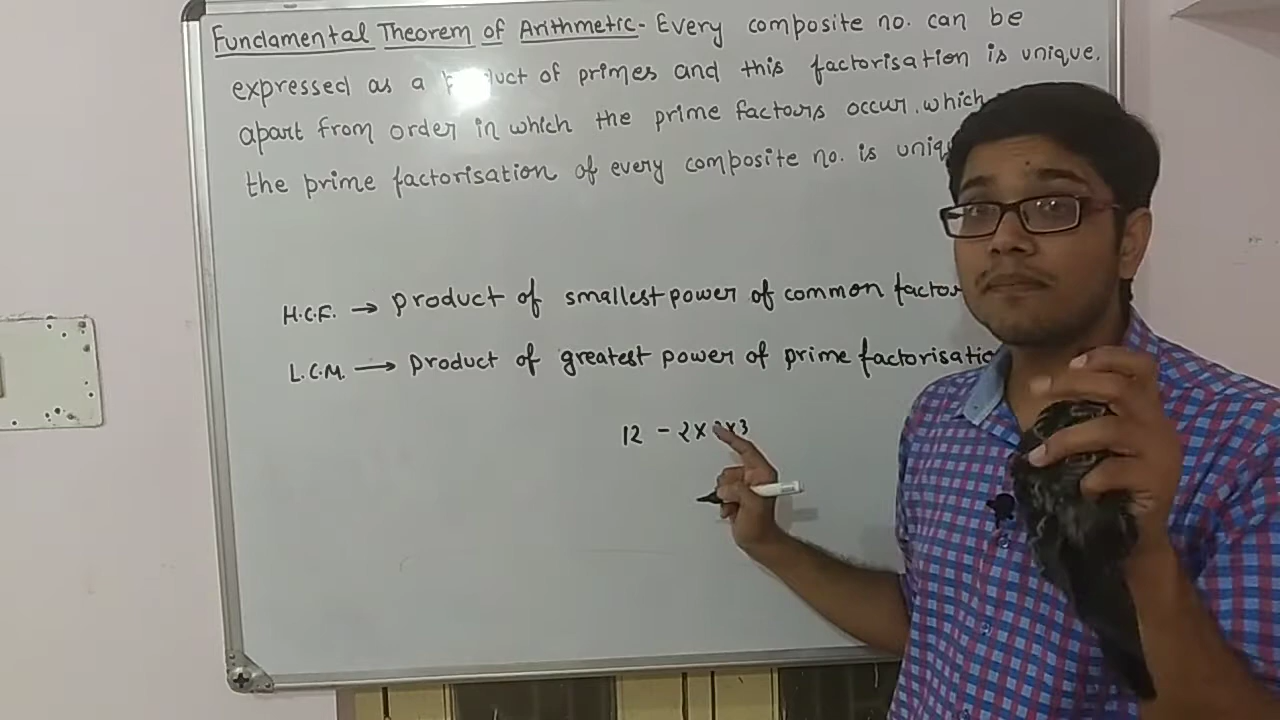 Fundamental Theorem of Arithmetic- Every composite no. can be
expressed as a of primes and this factorisation is unique.
apart from order in which the prime factors occur. which
the prime factorisation of every composite no. is
H.C.F. → product of smallest power of common
L.C.M. → product of greatest power of prime
12 - 2 x x 3